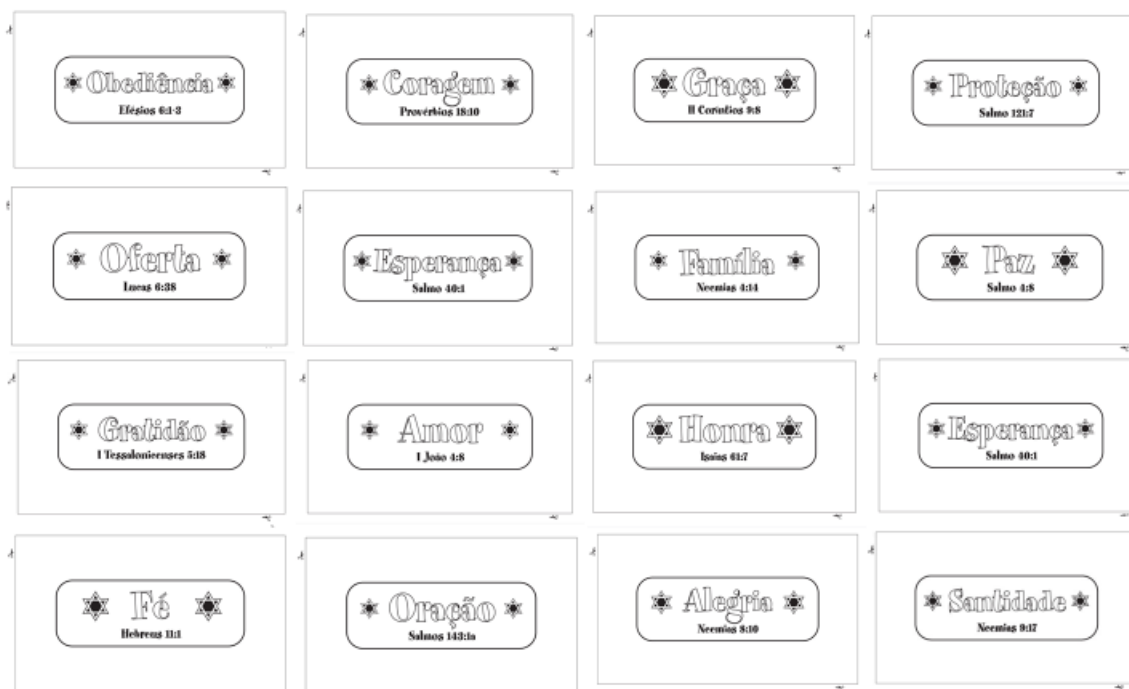 Obediência
Efésios 6:1-3
Coragem
Provérbios 18:10
Graça
II Coríntios 9:8
Proteção
Salmo 121:7
Oferta
Lucas 6:38
Esperança
Salmo 40:1
Família
Neemias 4:14
Paz
Salmo 4:8
Gratidão
I Tessalonicenses 5:18
Amor
I João 4:8
Honra
Isaías 61:7
Esperança
Salmo 40:1
Fé
Hebreus 11:1
Oração
Salmos 143:1a
Alegria
Neemias 8:10
Santidade
Neemias 9:17